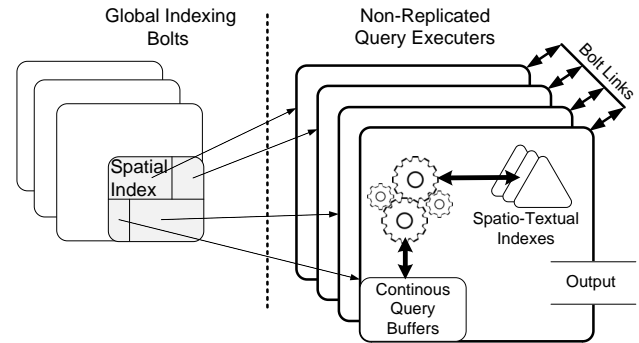 Global Indexing
Bolts
Non-Replicated
Query Executers
Bolt Links
Spatial
Index
Spatio-Textual
Indexes
Continous
Query
Buffers
Output